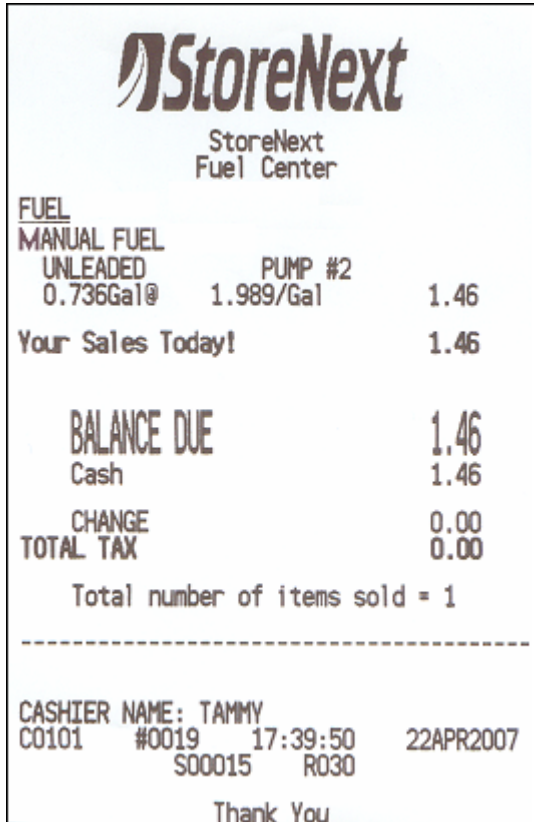 StoreNext
StoreNext
Fuel Center
FUEL
MANUAL FUEL
UNLEADED PUMP #2
0.736Gal@ 1.989/Gal 1.46
Your Sales Today! 1.46
BALANCE DUE 1.46
Cash 1.46
CHANGE 0.00
TOTAL TAX 0.00
Total number of items sold = 1
CASHIER NAME: TAMMY
C0101 #0019 17:39:50 22APR2007
S00015 R030
Thank You